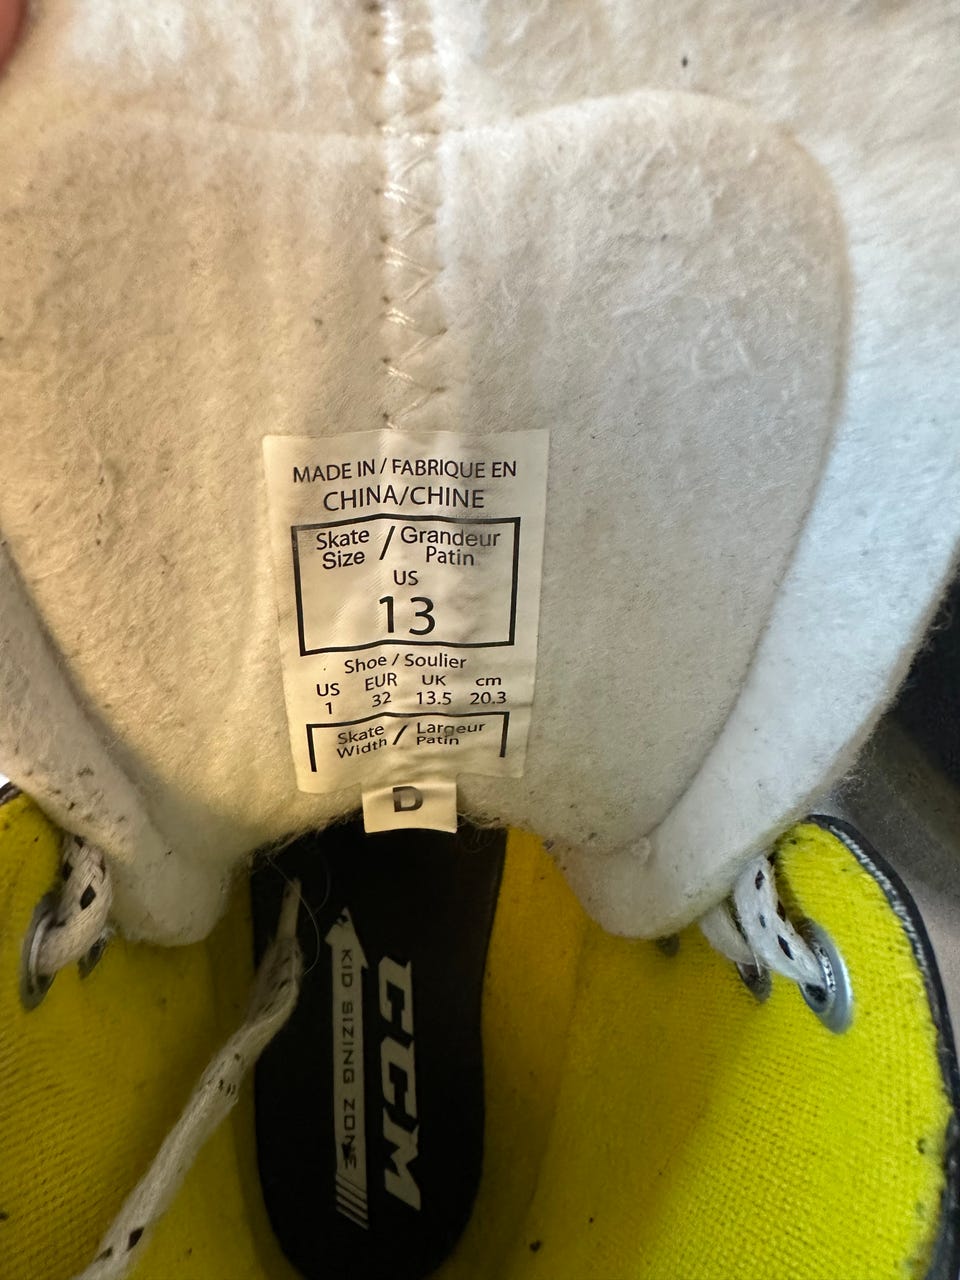 MADE IN / FABRIQUE EN
CHINA/CHINE
Skate Size / Grandeur Patin
US
13
Shoe / Soulier
US EUR UK cm
1 32 13.5 20.3
Skate Width / Largeur Patin
D
KID SIZING ZONE
CCM